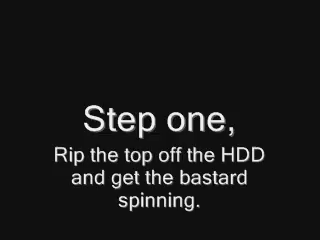 Step one,
Rip the top off the HDD
and get the bastard
spinning.